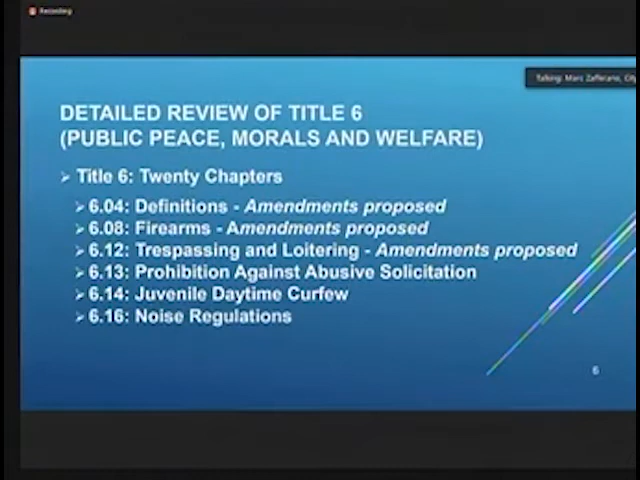 Recording
Talking: Marc Zafferano, City
DETAILED REVIEW OF TITLE 6
(PUBLIC PEACE, MORALS AND WELFARE)
Title 6: Twenty Chapters
6.04: Definitions - Amendments proposed
6.08: Firearms - Amendments proposed
6.12: Trespassing and Loitering - Amendments proposed
6.13: Prohibition Against Abusive Solicitation
6.14: Juvenile Daytime Curfew
6.16: Noise Regulations
6